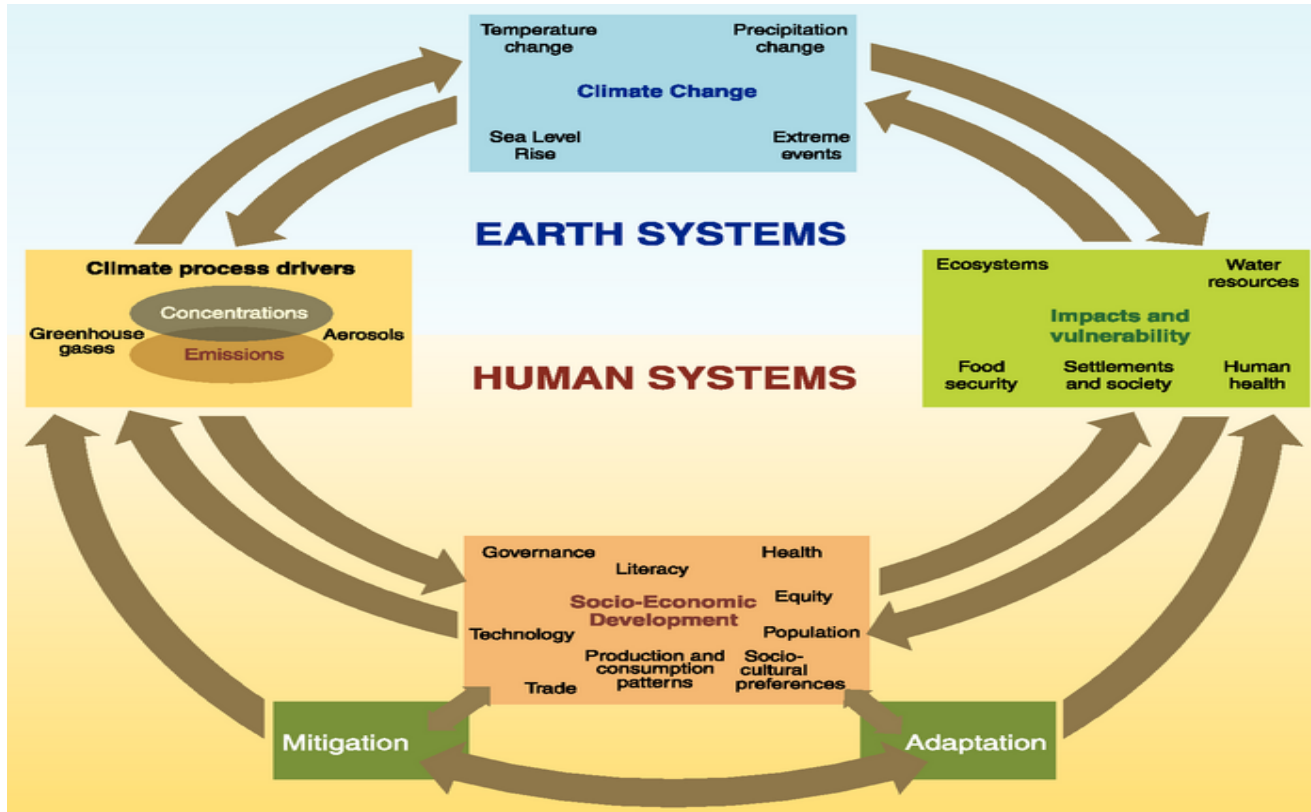 Temperature
change
Precipitation
change
Climate Change
Sea Level
Rise
Extreme
events
EARTH SYSTEMS
Climate process drivers
Concentrations
Greenhouse
gases
Aerosols
Emissions
Ecosystems
Water
resources
Impacts and
vulnerability
Food
security
Settlements
and society
Human
health
HUMAN SYSTEMS
Governance
Literacy
Health
Socio-Economic
Development
Equity
Technology
Population
Production and
consumption
patterns
Socio-
cultural
preferences
Trade
Mitigation
Adaptation